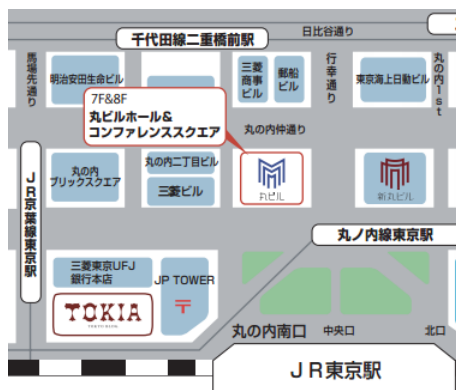 日比谷通り
千代田線二重橋前駅
馬場先通り
明治安田生命ビル
三菱
商事
ビル
郵船
ビル
行幸通り
東京海上日動ビル
丸の内1st
7F&8F
丸ビルホール&
コンファレンススクエア
丸の内仲通り
丸の内
ブリックスクエア
丸の内二丁目ビル
三菱ビル
丸ビル
新丸ビル
JR京葉線東京駅
丸ノ内線東京駅
三菱東京UFJ
銀行本店
JP TOWER
〒
TOKIA
丸の内南口
中央口
北口
JR東京駅